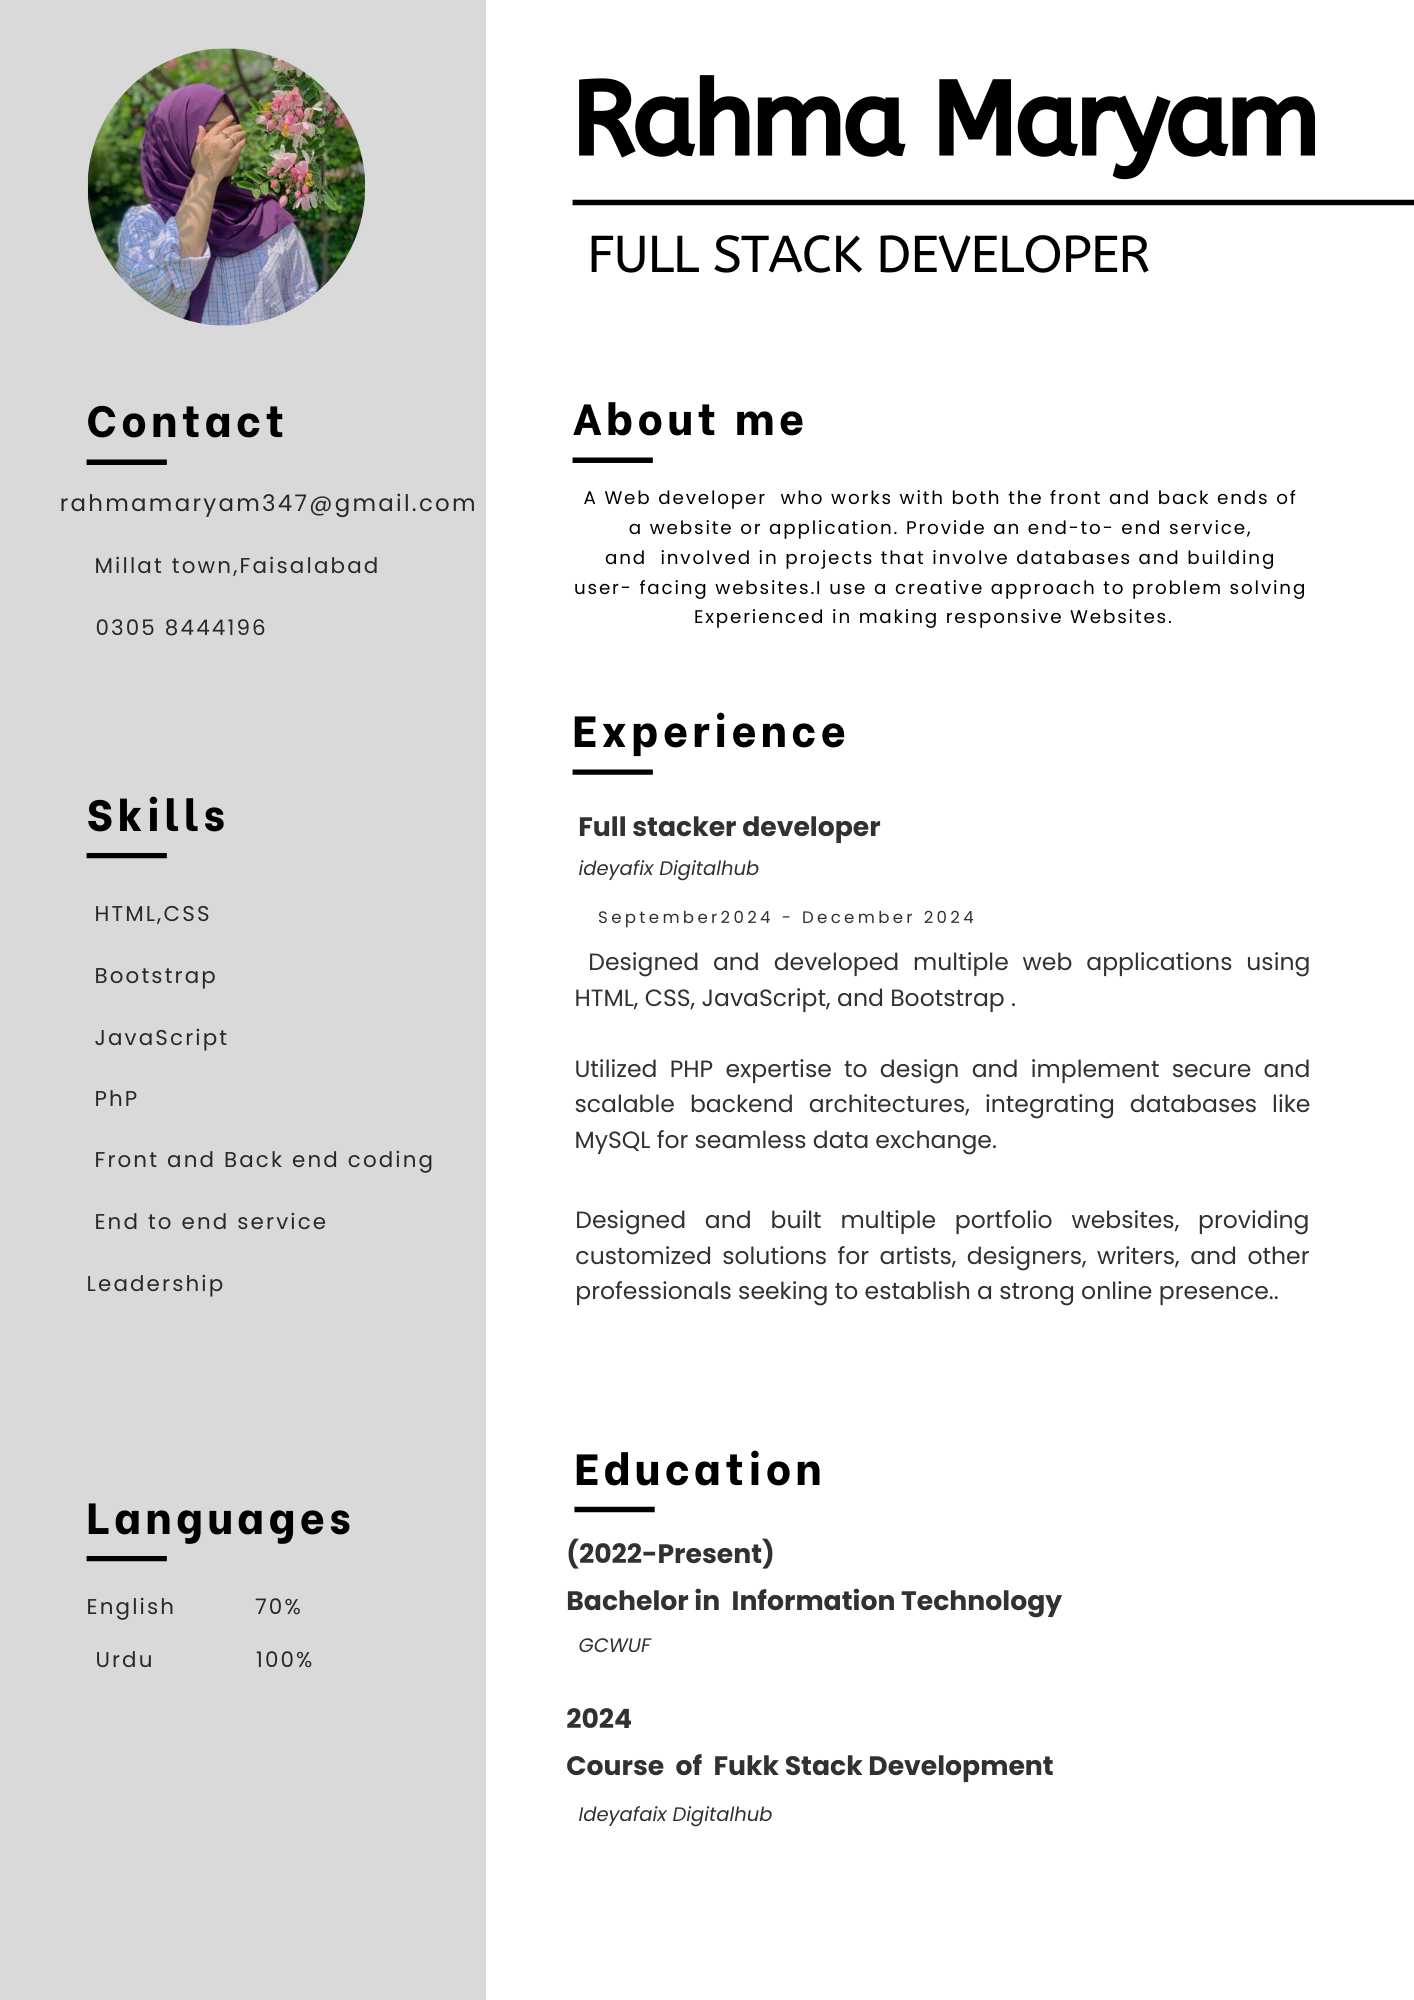 Rahma Maryam
FULL STACK DEVELOPER
Contact
rahmamaryam347@gmail.com
Millat town,Faisalabad
0305 8444196
Skills
HTML,CSS
Bootstrap
JavaScript
PhP
Front and Back end coding
End to end service
Leadership
Languages
English 70%
Urdu 100%
About me
A Web developer who works with both the front and back ends of
a website or application. Provide an end-to- end service,
and involved in projects that involve databases and building
user- facing websites.I use a creative approach to problem solving
Experienced in making responsive Websites.
Experience
Full stacker developer
ideyafix Digitalhub
September2024 - December 2024
Designed and developed multiple web applications using
HTML, CSS, JavaScript, and Bootstrap .
Utilized PHP expertise to design and implement secure and
scalable backend architectures, integrating databases like
MySQL for seamless data exchange.
Designed and built multiple portfolio websites, providing
customized solutions for artists, designers, writers, and other
professionals seeking to establish a strong online presence..
Education
(2022-Present)
Bachelor in Information Technology
GCWUF
2024
Course of Fukk Stack Development
Ideyafaix Digitalhub